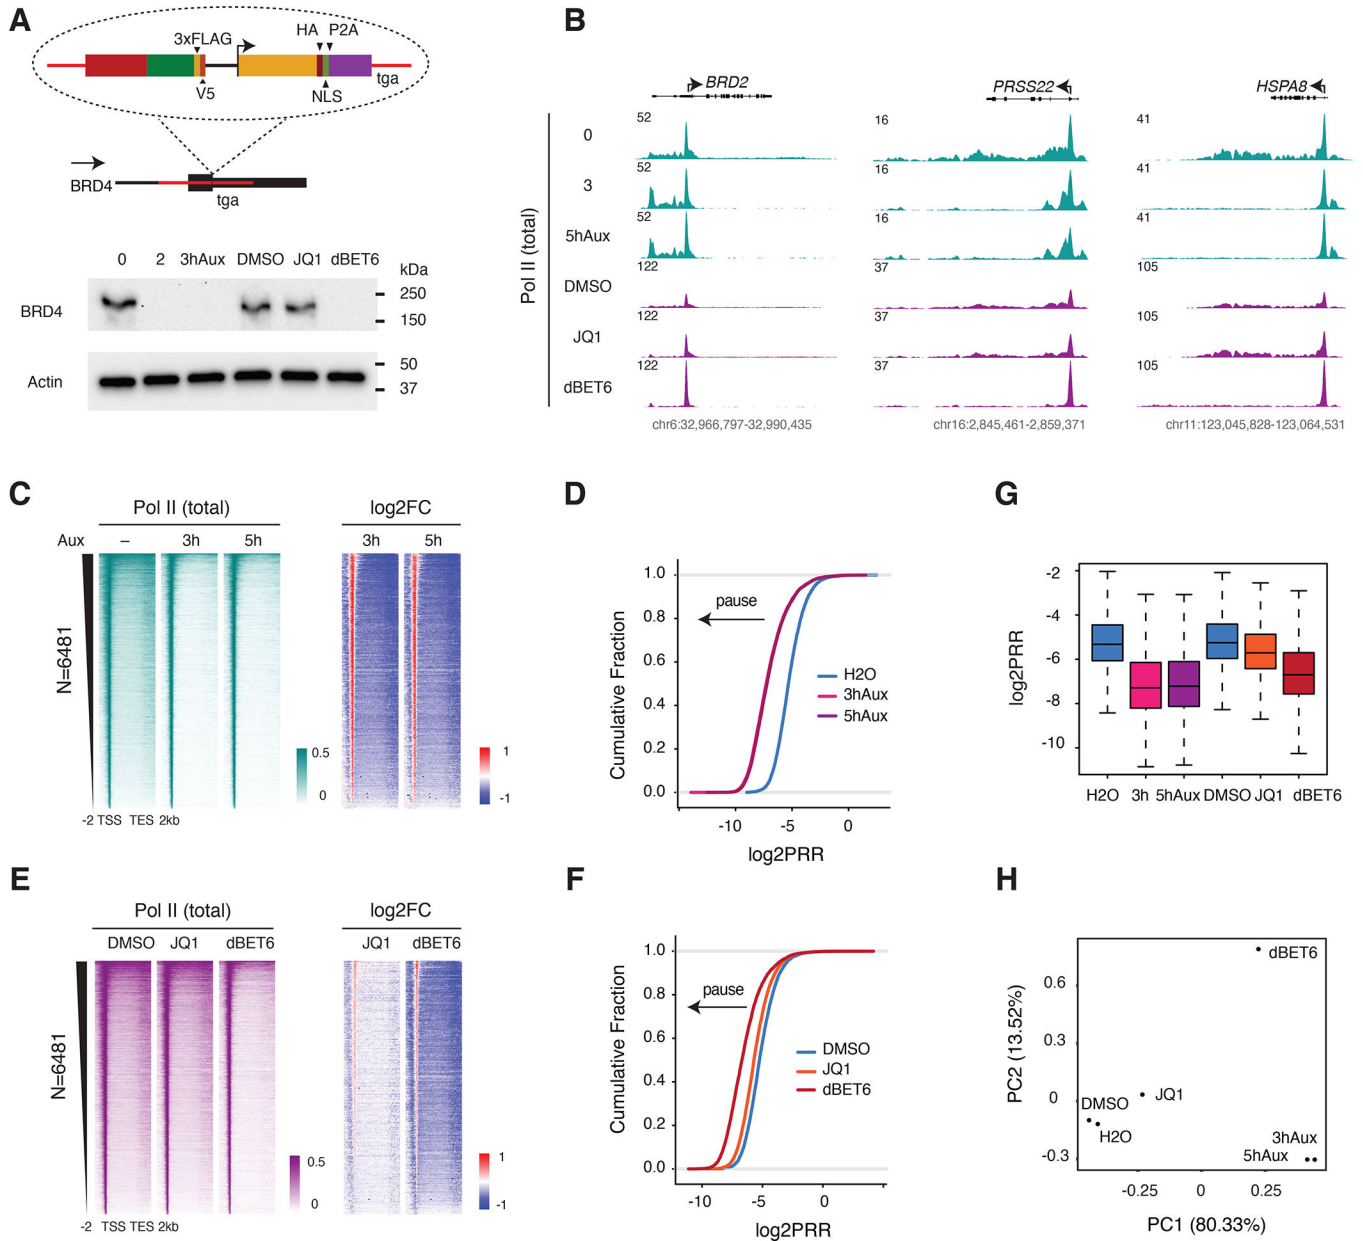 A
3xFLAG
HA
P2A
V5
NLS
tga
BRD4
tga
0 2 3hAux DMSO JQ1 dBET6
kDa
BRD4
250
150
Actin
50
37
B
BRD2
PRSS22
HSPA8
Pol II (total)
0
52
16
41
3
52
16
41
5hAux
52
16
41
DMSO
122
37
105
JQ1
122
37
105
dBET6
122
37
105
chr6:32,966,797-32,990,435
chr16:2,845,461-2,859,371
chr11:123,045,828-123,064,531
C
Pol II (total)
log2FC
Aux – 3h 5h
3h 5h
N=6481
0.5
0
1
-1
-2 TSS TES 2kb
D
Cumulative Fraction
1.0
0.8
0.6
0.4
0.2
0.0
pause
H2O
3hAux
5hAux
-10 -5 0
log2PRR
G
log2PRR
-2
-4
-6
-8
-10
H2O 3h 5hAux DMSO JQ1 dBET6
E
Pol II (total)
log2FC
DMSO JQ1 dBET6
JQ1 dBET6
N=6481
0.5
0
1
-1
-2 TSS TES 2kb
F
Cumulative Fraction
1.0
0.8
0.6
0.4
0.2
0.0
pause
DMSO
JQ1
dBET6
-10 -5 0
log2PRR
H
PC2 (13.52%)
0.6
0.3
0
-0.3
dBET6
JQ1
DMSO
H2O
3hAux
5hAux
-0.25 0 0.25
PC1 (80.33%)